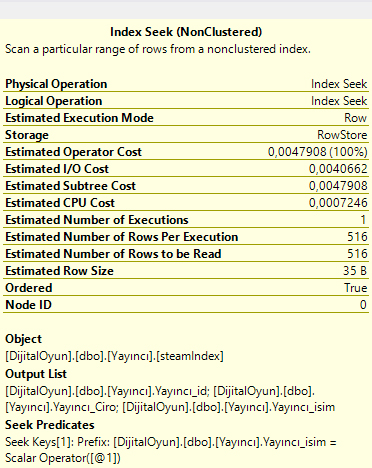 Index Seek (NonClustered)
Scan a particular range of rows from a nonclustered index.
Physical Operation Index Seek
Logical Operation Index Seek
Estimated Execution Mode Row
Storage RowStore
Estimated Operator Cost 0,0047908 (100%)
Estimated I/O Cost 0,0040662
Estimated Subtree Cost 0,0047908
Estimated CPU Cost 0,0007246
Estimated Number of Executions 1
Estimated Number of Rows Per Execution 516
Estimated Number of Rows to be Read 516
Estimated Row Size 35 B
Ordered True
Node ID 0
Object
[DijitalOyun].[dbo].[Yayıncı].[steamIndex]
Output List
[DijitalOyun].[dbo].[Yayıncı].Yayıncı_id; [DijitalOyun].[dbo].
[Yayıncı].Yayıncı_Ciro; [DijitalOyun].[dbo].[Yayıncı].Yayıncı_isim
Seek Predicates
Seek Keys[1]: Prefix: [DijitalOyun].[dbo].[Yayıncı].Yayıncı_isim =
Scalar Operator([@1])